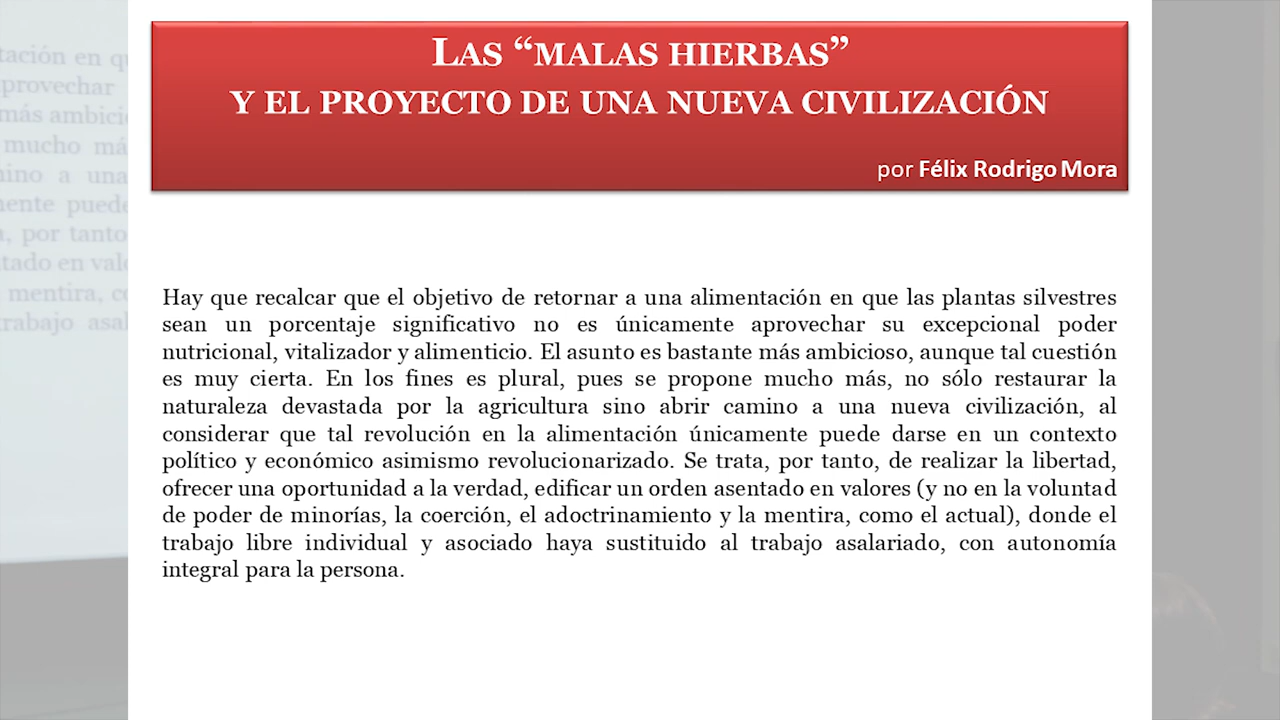 LAS “MALAS HIERBAS”
Y EL PROYECTO DE UNA NUEVA CIVILIZACIÓN
por Félix Rodrigo Mora
Hay que recalcar que el objetivo de retornar a una alimentación en que las plantas silvestres
sean un porcentaje significativo no es únicamente aprovechar su excepcional poder
nutricional, vitalizador y alimenticio. El asunto es bastante más ambicioso, aunque tal cuestión
es muy cierta. En los fines es plural, pues se propone mucho más, no sólo restaurar la
naturaleza devastada por la agricultura sino abrir camino a una nueva civilización, al
considerar que tal revolución en la alimentación únicamente puede darse en un contexto
político y económico asimismo revolucionarizado. Se trata, por tanto, de realizar la libertad,
ofrecer una oportunidad a la verdad, edificar un orden asentado en valores (y no en la voluntad
de poder de minorías, la coerción, el adoctrinamiento y la mentira, como el actual), donde el
trabajo libre individual y asociado haya sustituido al trabajo asalariado, con autonomía
integral para la persona.